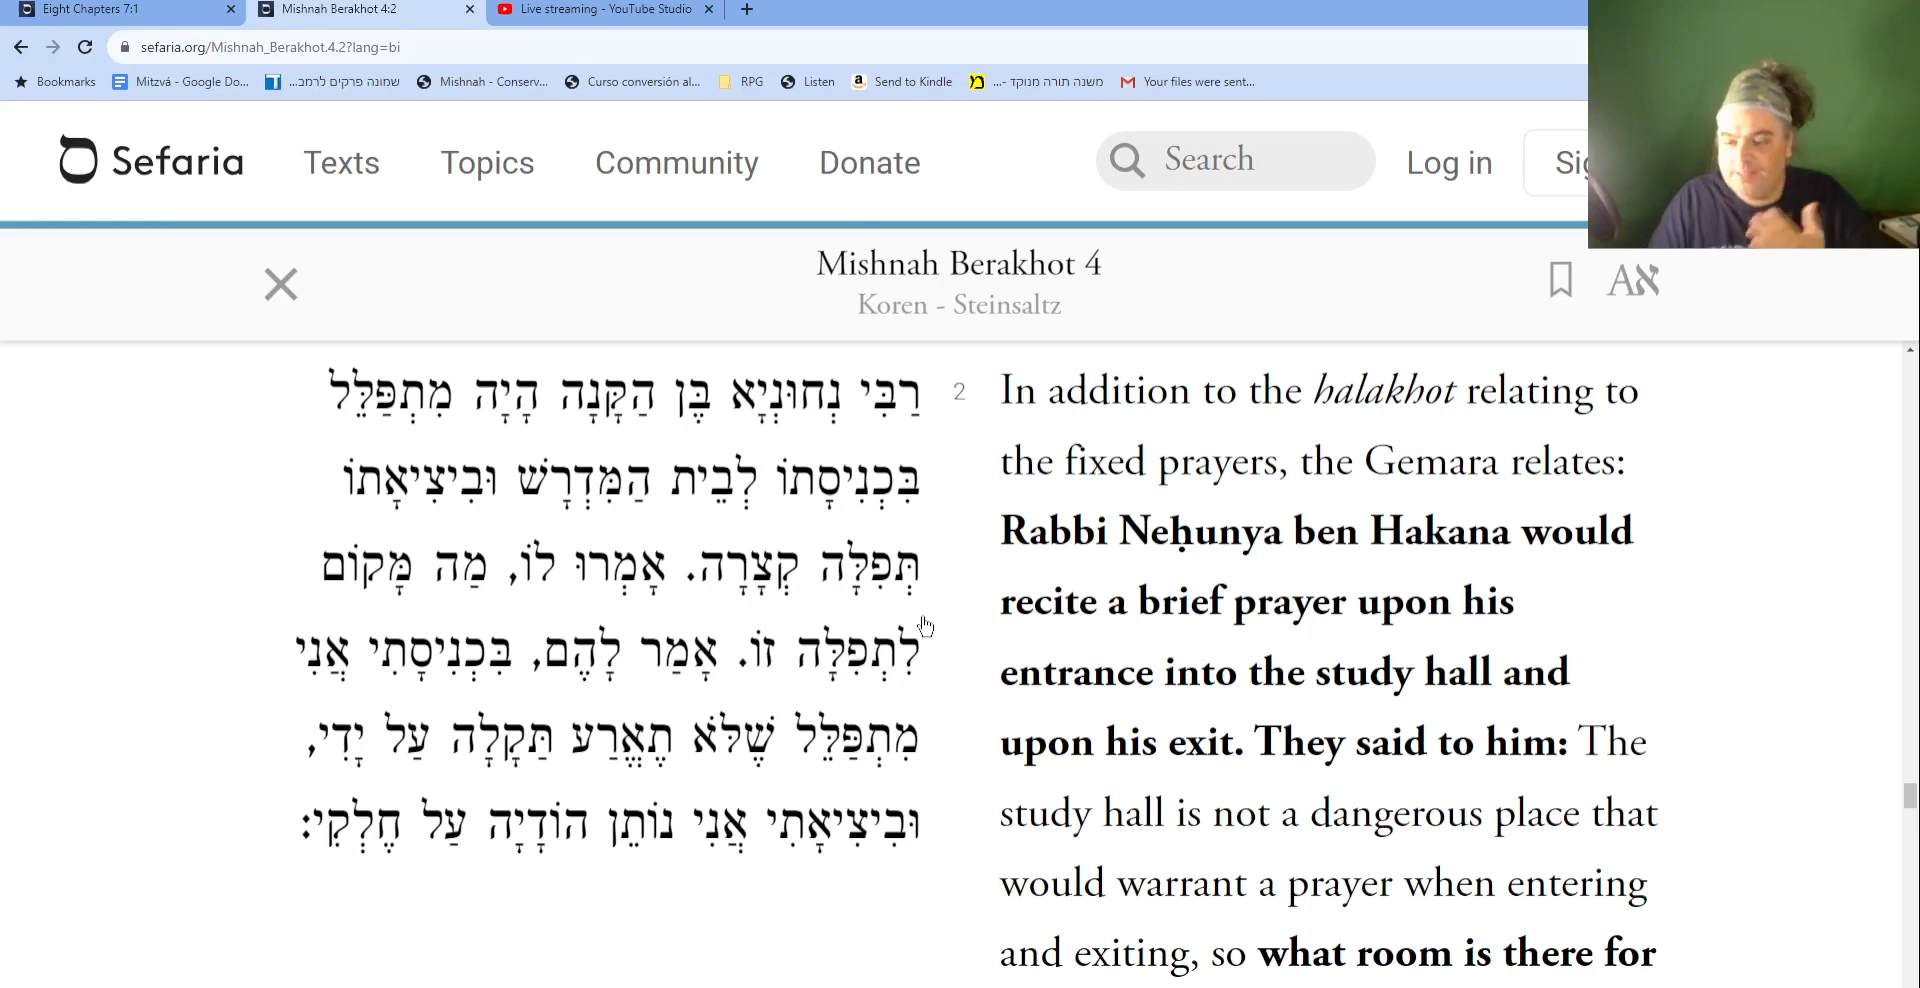 Eight Chapters 7:1
Mishnah Berakhot 4:2
Live streaming - YouTube Studio
sefaria.org/Mishnah_Berakhot.4.2?lang=bi
Bookmarks
Mitzvá - Google Do...
שמונה פרקים לרמב...
Mishnah - Conserv...
Curso conversión al...
RPG
Listen
Send to Kindle
משנה תורה מנוקד -...
Your files were sent...
Sefaria
Texts
Topics
Community
Donate
Search
Log in
Mishnah Berakhot 4
Koren - Steinsaltz
רַבִּי נְחוּנְיָא בֶּן הַקָּנָה הָיָה מִתְפַּלֵּל
בִּכְנִיסָתוֹ לְבֵית הַמִּדְרָשׁ וּבִיצִיאָתוֹ
תְּפִלָּה קְצָרָה. אָמְרוּ לוֹ, מַה מָּקוֹם
לִתְפִלָּה זוֹ. אָמַר לָהֶם, בִּכְנִיסָתִי אֲנִי
מִתְפַּלֵּל שֶׁלֹּא תֶאֱרַע תַּקָלָה עַל יָדִי,
וּבִיצִיאָתִי אֲנִי נוֹתֵן הוֹדָיָה עַל חֶלְקִי:
2
In addition to the halakhot relating to
the fixed prayers, the Gemara relates:
Rabbi Neḥunya ben Hakana would
recite a brief prayer upon his
entrance into the study hall and
upon his exit. They said to him: The
study hall is not a dangerous place that
would warrant a prayer when entering
and exiting, so what room is there for